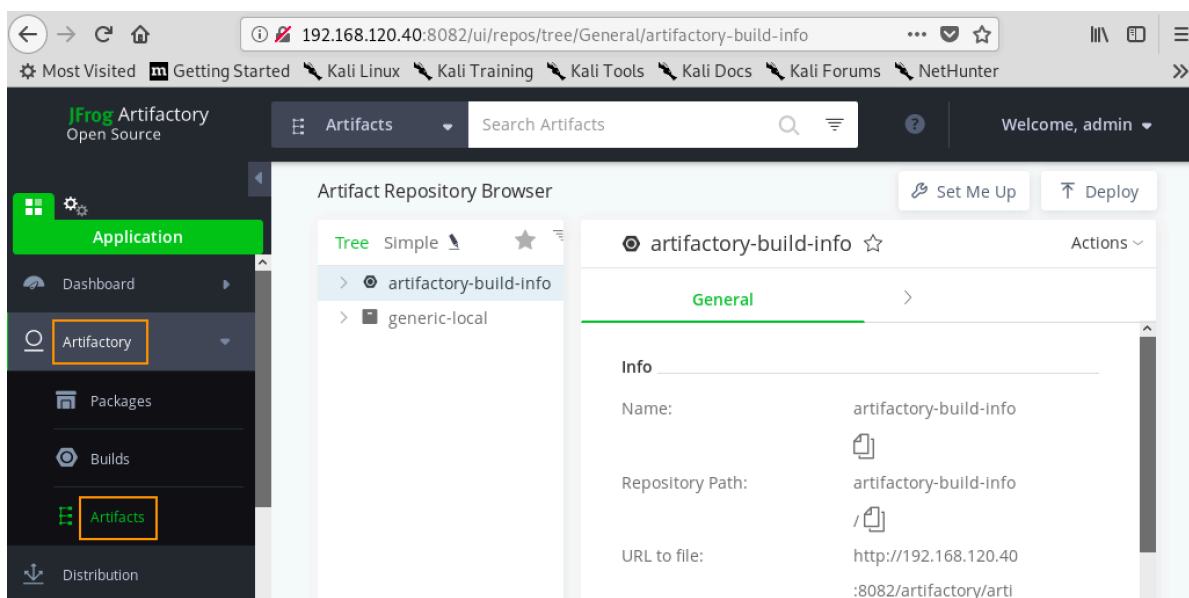 192.168.120.40:8082/ui/repos/tree/General/artifactory-build-info
Most Visited
Getting Started
Kali Linux
Kali Training
Kali Tools
Kali Docs
Kali Forums
NetHunter
JFrog Artifactory
Open Source
Artifacts
Search Artifacts
?
Welcome, admin
Application
Dashboard
Artifactory
Packages
Builds
Artifacts
Distribution
Artifact Repository Browser
Set Me Up
Deploy
Tree Simple
artifactory-build-info
generic-local
artifactory-build-info
Actions
General
Info
Name: artifactory-build-info
Repository Path: artifactory-build-info
/
URL to file: http://192.168.120.40
:8082/artifactory/arti